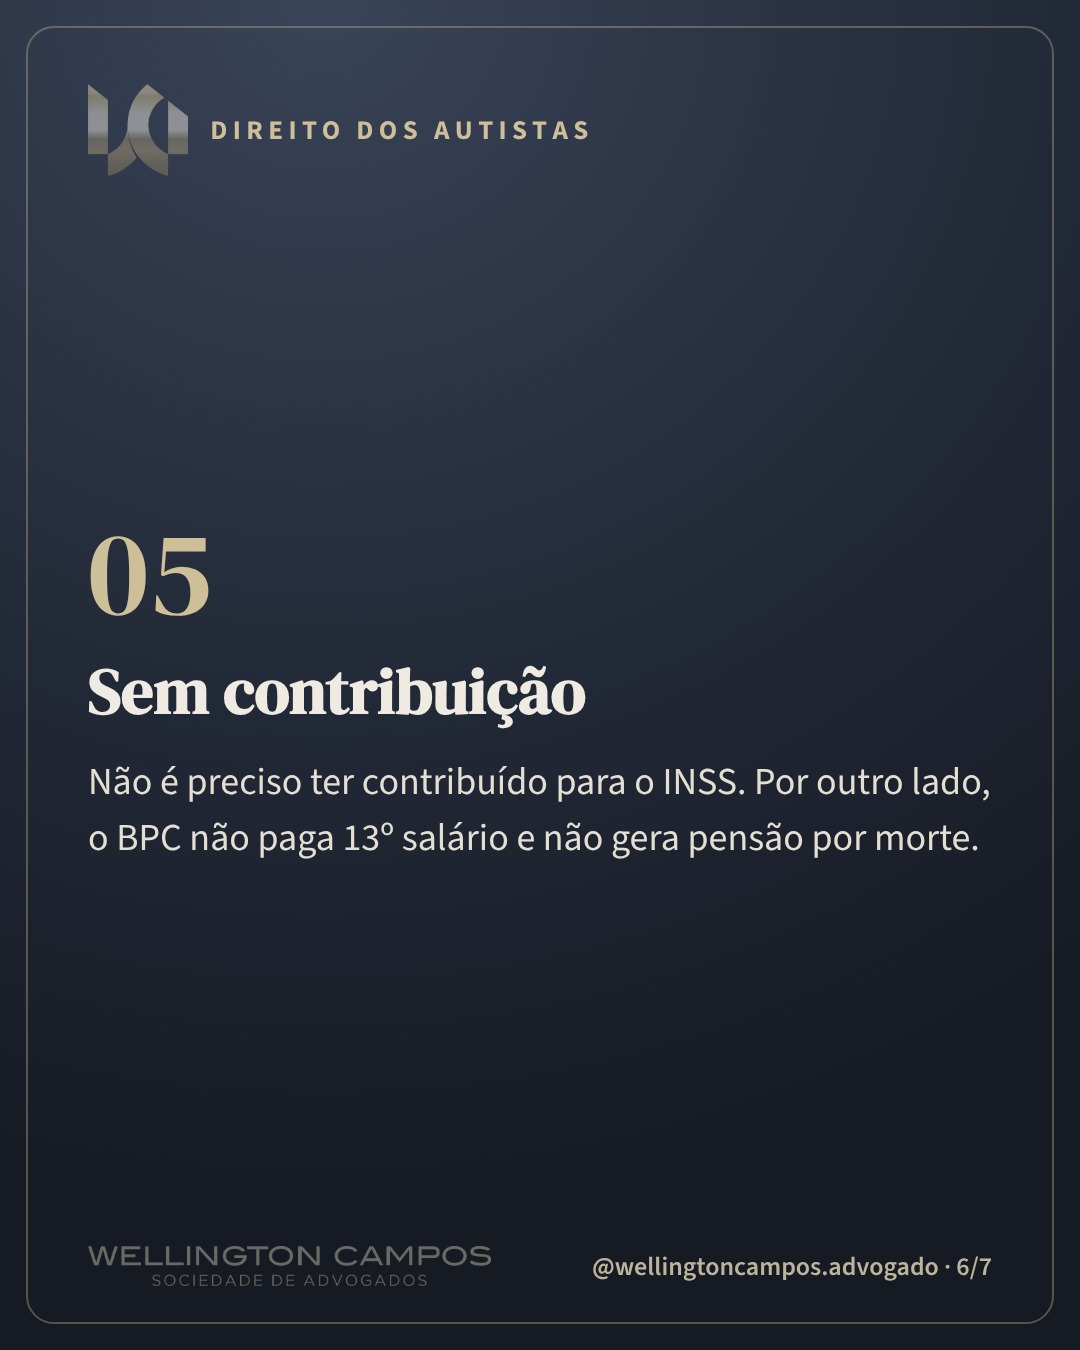 DIREITO DOS AUTISTAS
05
Sem contribuição
Não é preciso ter contribuído para o INSS. Por outro lado,
o BPC não paga 13º salário e não gera pensão por morte.
WELLINGTON CAMPOS
SOCIEDADE DE ADVOGADOS
@wellingtoncampos.advogado · 6/7